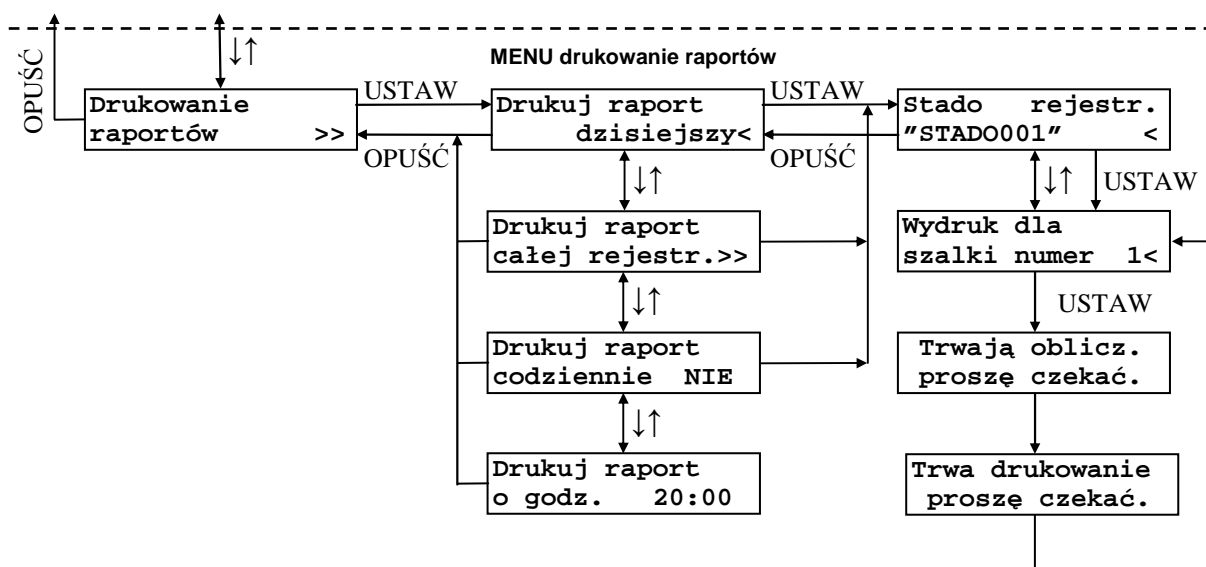 ↓↑
MENU drukowanie raportów
OPUŚĆ
Drukowanie
raportów >>
USTAW
OPUŚĆ
Drukuj raport
dzisiejszy<
USTAW
OPUŚĆ
Stado rejestr.
"STADO001" <
↓↑
↓↑
USTAW
Drukuj raport
całej rejestr.>>
Wydruk dla
szalki numer 1<
↓↑
USTAW
Drukuj raport
codziennie NIE
Trwają oblicz.
proszę czekać.
↓↑
Drukuj raport
o godz. 20:00
Trwa drukowanie
proszę czekać.